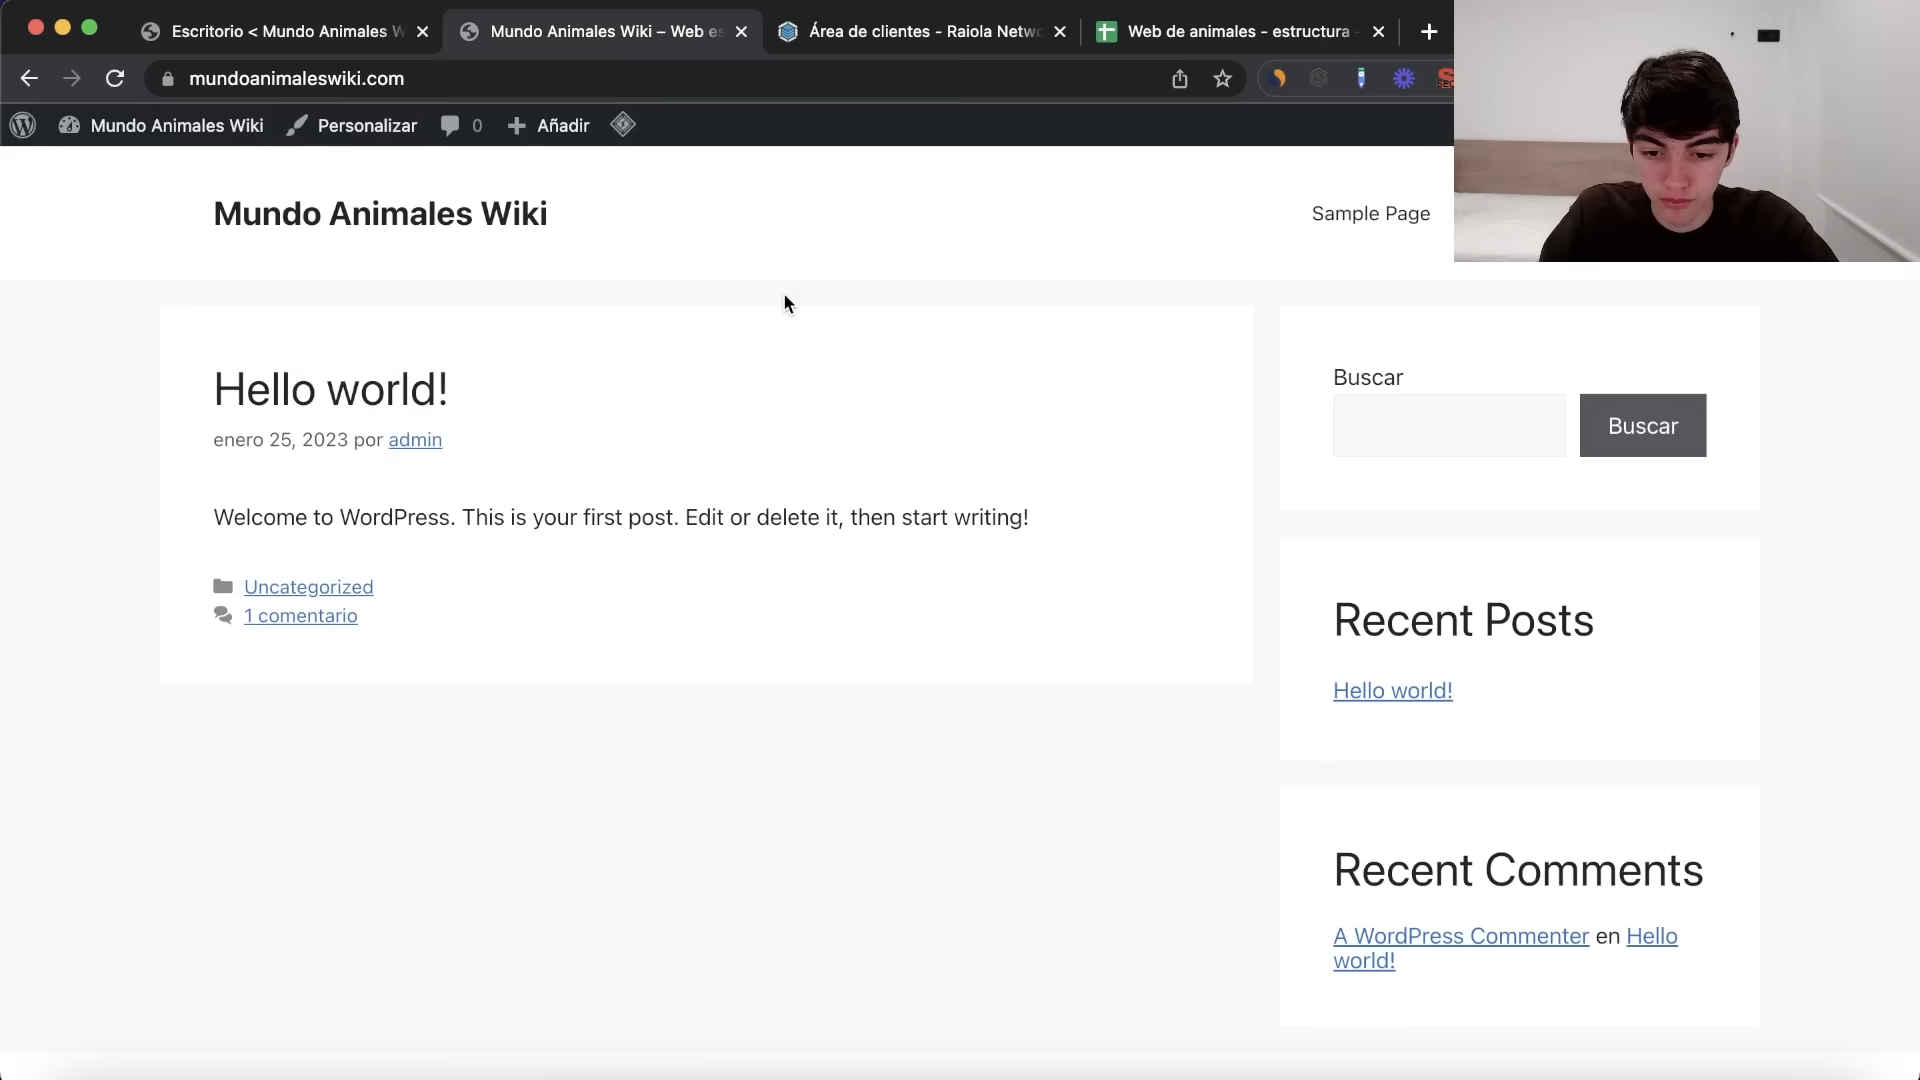 Escritorio < Mundo Animales W
Mundo Animales Wiki – Web es
Área de clientes - Raiola Netwo
Web de animales - estructura -
mundoanimaleswiki.com
Mundo Animales Wiki
Personalizar
0
Añadir
Mundo Animales Wiki
Sample Page
Hello world!
enero 25, 2023 por admin
Welcome to WordPress. This is your first post. Edit or delete it, then start writing!
Uncategorized
1 comentario
Buscar
Buscar
Recent Posts
Hello world!
Recent Comments
A WordPress Commenter en Hello
world!